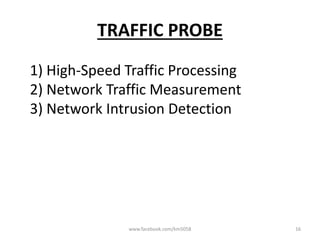 TRAFFIC PROBE
1) High-Speed Traffic Processing
2) Network Traffic Measurement
3) Network Intrusion Detection
www.facebook.com/km5058
16